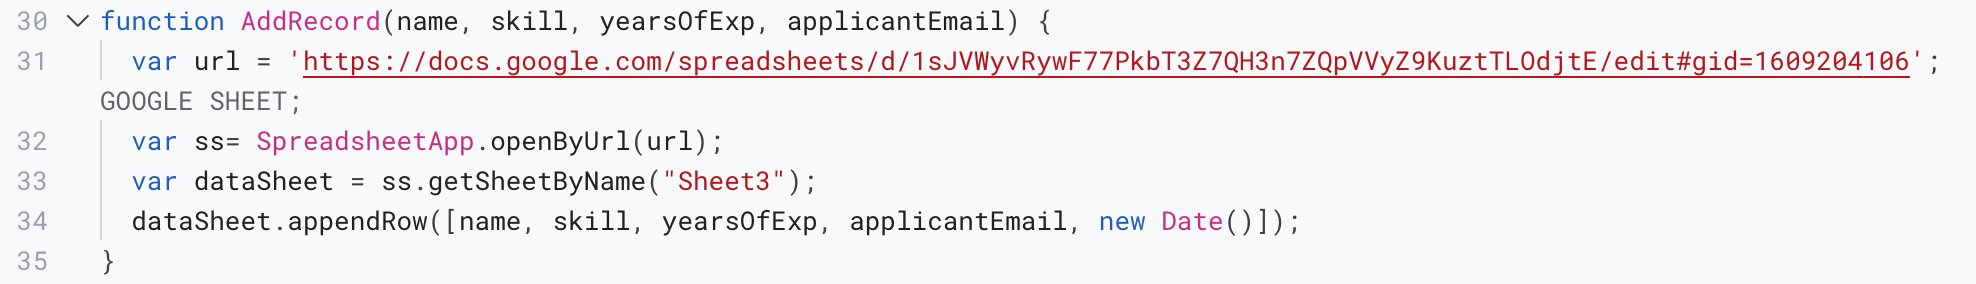 30 function AddRecord(name, skill, yearsOfExp, applicantEmail) {
31 var url = 'https://docs.google.com/spreadsheets/d/1sJVWyvRywF77PkbT3Z7QH3n7ZQpVVyZ9KuztTLOdjtE/edit#gid=1609204106';
GOOGLE SHEET;
32 var ss= SpreadsheetApp.openByUrl(url);
33 var dataSheet = ss.getSheetByName("Sheet3");
34 dataSheet.appendRow([name, skill, yearsOfExp, applicantEmail, new Date()]);
35 }